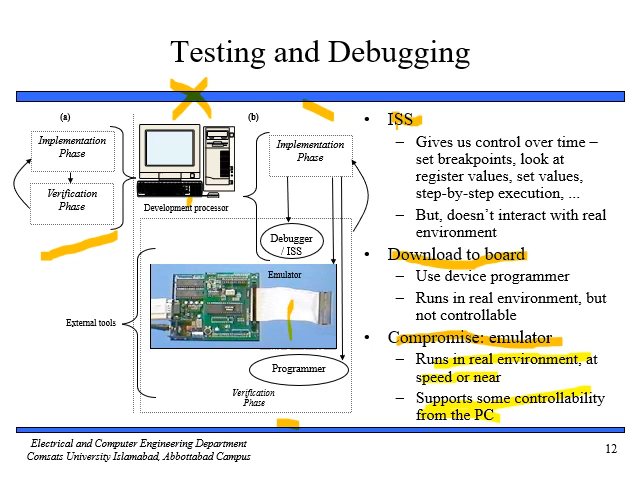 Testing and Debugging
(a)
Implementation
Phase
Verification
Phase
(b)
Development processor
Implementation
Phase
Debugger
/ ISS
Emulator
External tools
Programmer
Verification
Phase
• ISS
– Gives us control over time –
set breakpoints, look at
register values, set values,
step-by-step execution, ...
– But, doesn't interact with real
environment
• Download to board
– Use device programmer
– Runs in real environment, but
not controllable
• Compromise: emulator
– Runs in real environment, at
speed or near
– Supports some controllability
from the PC
Electrical and Computer Engineering Department
Comsats University Islamabad, Abbottabad Campus
12